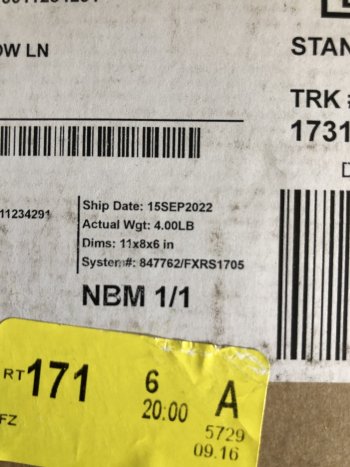 OW LN
STAN
TRK #
1731
11234291
Ship Date: 15SEP2022
Actual Wgt: 4.00LB
Dims: 11x8x6 in
System#: 847762/FXRS1705
NBM 1/1
RT 171 6 A
20:00
FZ 5729
09.16